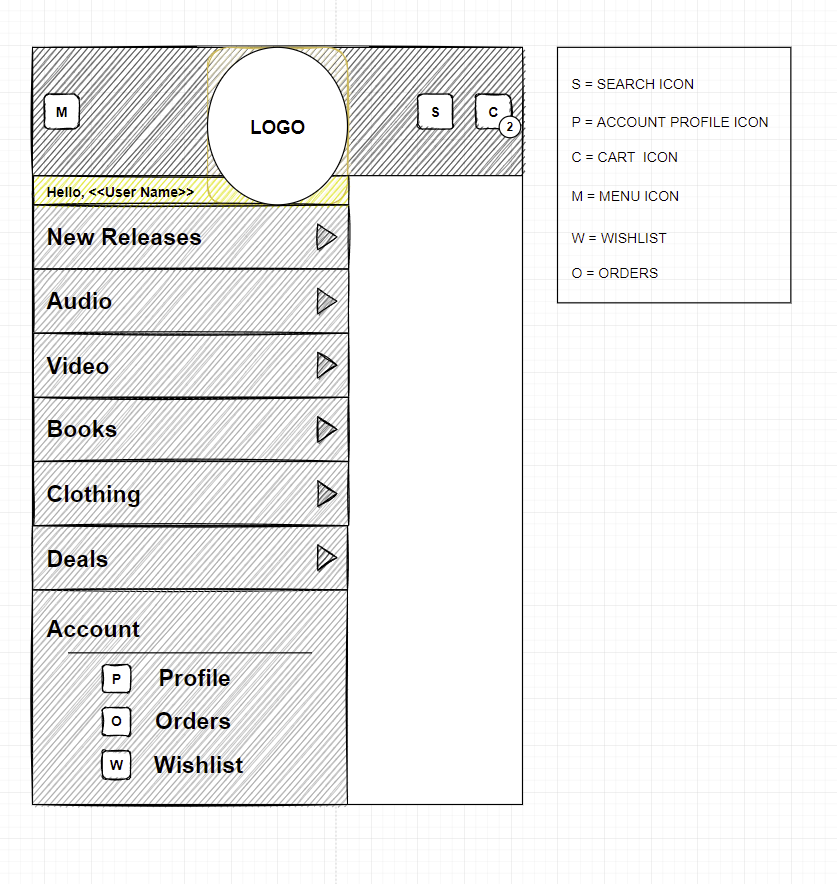 M
LOGO
S
C
2
Hello, <<User Name>>
New Releases
Audio
Video
Books
Clothing
Deals
Account
P Profile
O Orders
W Wishlist
S = SEARCH ICON
P = ACCOUNT PROFILE ICON
C = CART  ICON
M = MENU ICON
W = WISHLIST
O = ORDERS